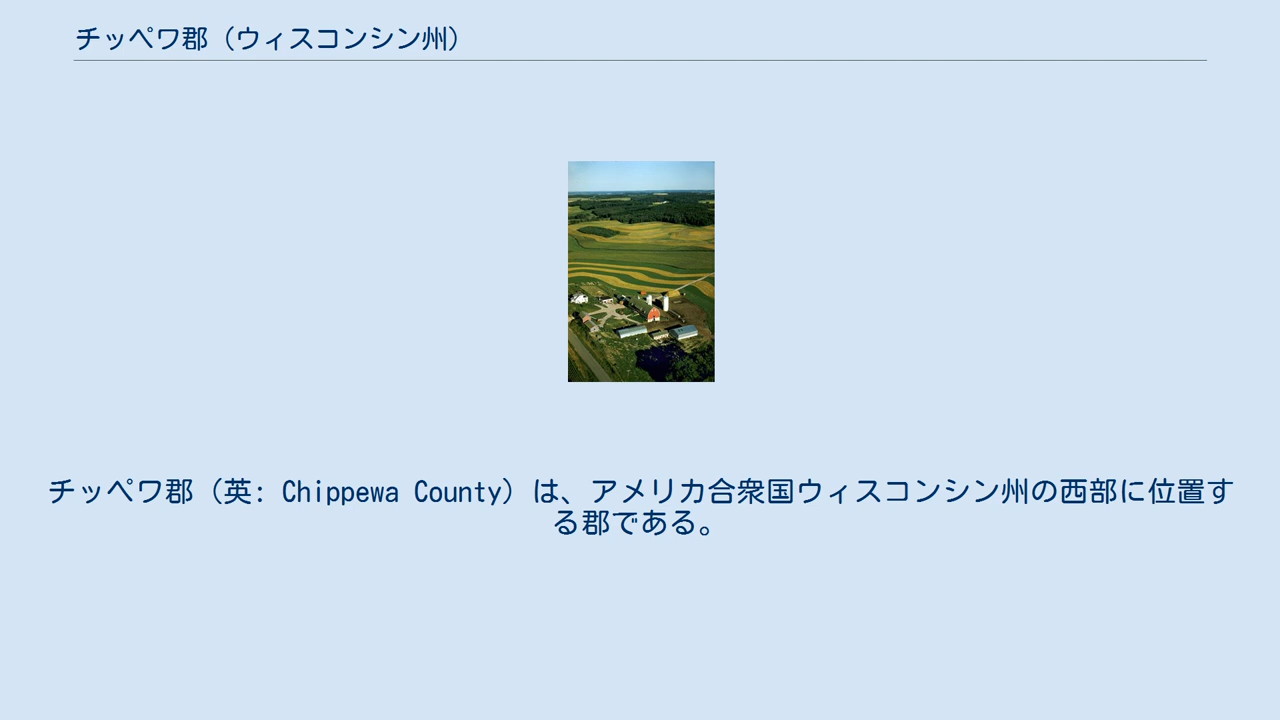 チッペワ郡（ウィスコンシン州）
チッペワ郡（英: Chippewa County）は、アメリカ合衆国ウィスコンシン州の西部に位置す
る郡である。